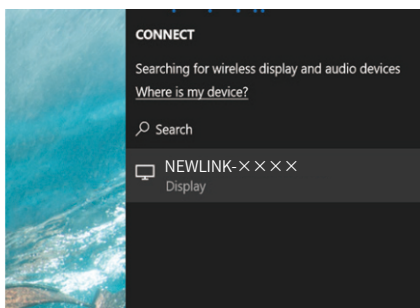 CONNECT
Searching for wireless display and audio devices
Where is my device?
Search
NEWLINK-××××
Display